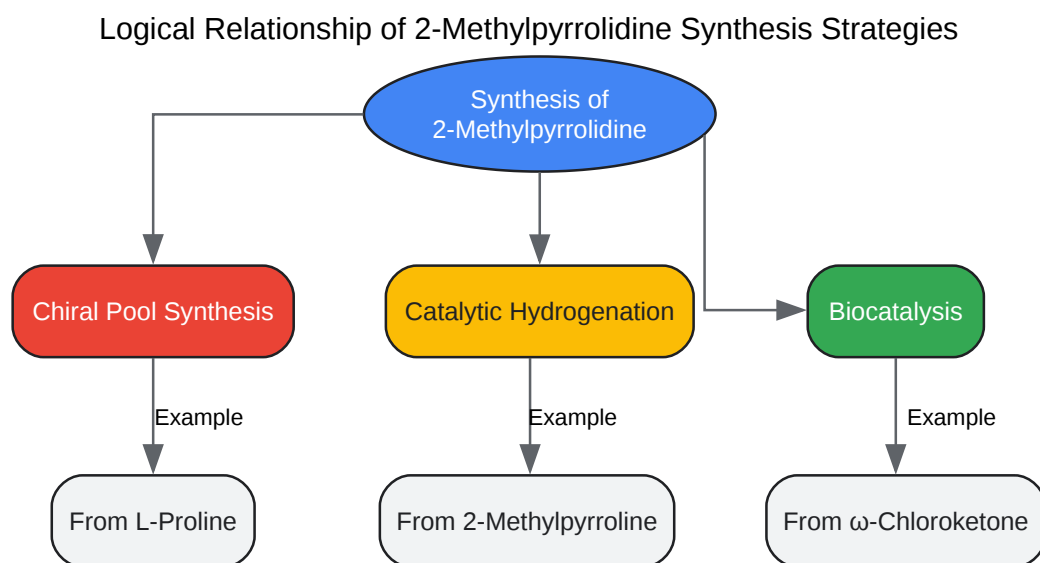 Logical Relationship of 2-Methylpyrrolidine Synthesis Strategies
Synthesis of
2-Methylpyrrolidine
Chiral Pool Synthesis
Catalytic Hydrogenation
Biocatalysis
Example
Example
Example
From L-Proline
From 2-Methylpyrroline
From ω-Chloroketone